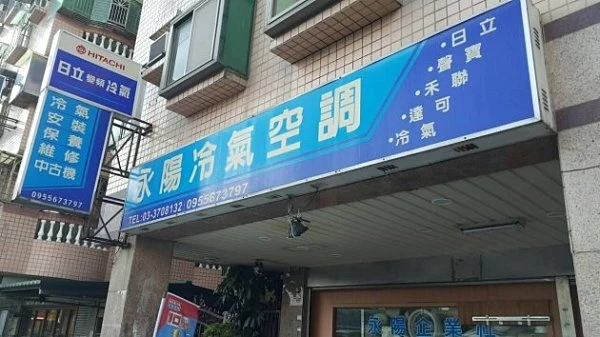 HITACHI
日立 變頻 冷氣
冷氣
安裝
保養
維修
中古機
0955673797
永陽冷氣空調
TEL:03-3708132 0955673797
·日立
·聲寶
·禾聯
·達可
·冷氣
永陽企業社